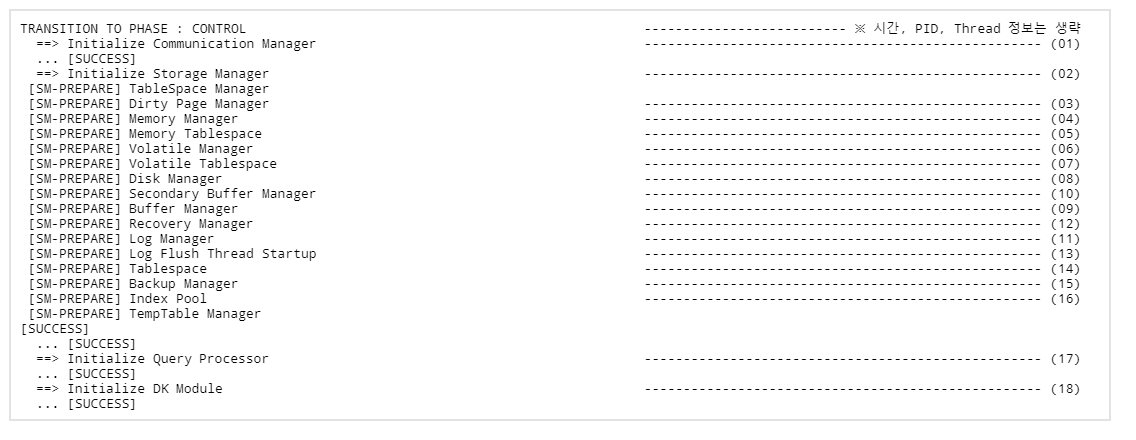 TRANSITION TO PHASE : CONTROL -------------------------- ※ 시간, PID, Thread 정보는 생략
==> Initialize Communication Manager --------------------------------------------------- (01)
... [SUCCESS]
==> Initialize Storage Manager --------------------------------------------------- (02)
[SM-PREPARE] TableSpace Manager
[SM-PREPARE] Dirty Page Manager --------------------------------------------------- (03)
[SM-PREPARE] Memory Manager --------------------------------------------------- (04)
[SM-PREPARE] Memory Tablespace --------------------------------------------------- (05)
[SM-PREPARE] Volatile Manager --------------------------------------------------- (06)
[SM-PREPARE] Volatile Tablespace --------------------------------------------------- (07)
[SM-PREPARE] Disk Manager --------------------------------------------------- (08)
[SM-PREPARE] Secondary Buffer Manager --------------------------------------------------- (10)
[SM-PREPARE] Buffer Manager --------------------------------------------------- (09)
[SM-PREPARE] Recovery Manager --------------------------------------------------- (12)
[SM-PREPARE] Log Manager --------------------------------------------------- (11)
[SM-PREPARE] Log Flush Thread Startup --------------------------------------------------- (13)
[SM-PREPARE] Tablespace --------------------------------------------------- (14)
[SM-PREPARE] Backup Manager --------------------------------------------------- (15)
[SM-PREPARE] Index Pool --------------------------------------------------- (16)
[SM-PREPARE] TempTable Manager
[SUCCESS]
... [SUCCESS]
==> Initialize Query Processor --------------------------------------------------- (17)
... [SUCCESS]
==> Initialize DK Module --------------------------------------------------- (18)
... [SUCCESS]